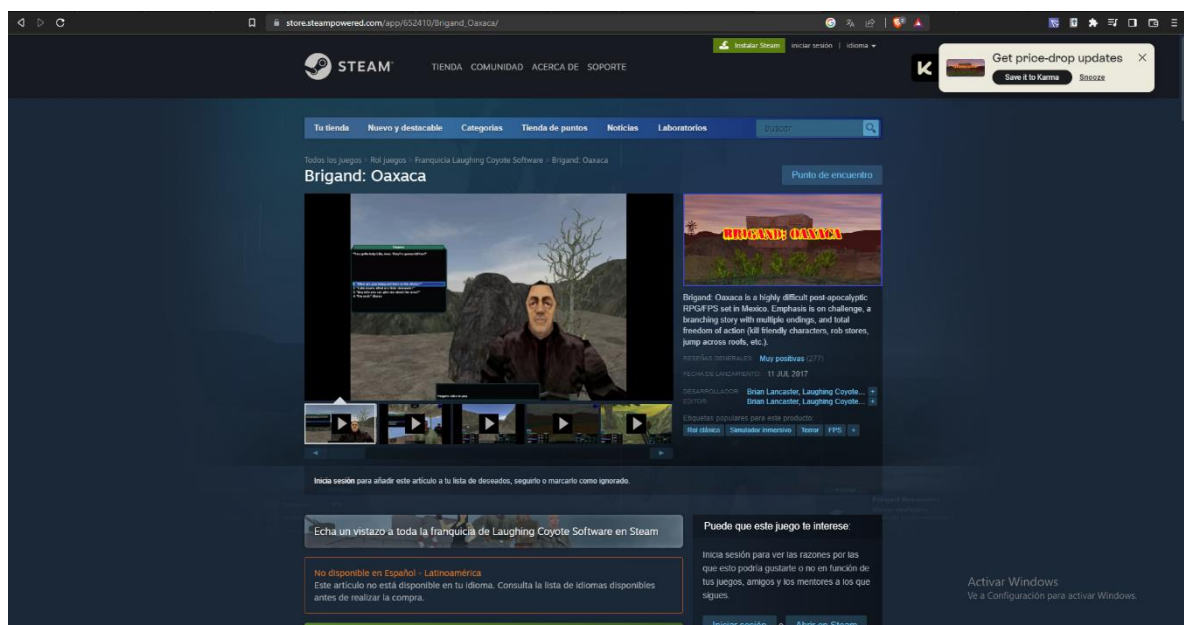 store.steampowered.com/app/652410/Brigand_Oaxaca/
Instalar Steam iniciar sesión | idioma
STEAM
TIENDA COMUNIDAD ACERCA DE SOPORTE
K
Get price-drop updates
Save it to Karma Snooze
Tu tienda Nuevo y destacable Categorías Tienda de puntos Noticias Laboratorios buscar
Todos los juegos > Rol juegos > Franquicia Laughing Coyote Software > Brigand: Oaxaca
Brigand: Oaxaca
Punto de encuentro
BRIGAND: OAXACA
Brigand: Oaxaca is a highly difficult post-apocalyptic
RPG/FPS set in Mexico. Emphasis is on challenge, a
branching story with multiple endings, and total
freedom of action (kill friendly characters, rob stores,
jump across roofs, etc.).
RESEÑAS GENERALES: Muy positivas (277)
FECHA DE LANZAMIENTO: 11 JUL 2017
DESARROLLADOR: Brian Lancaster, Laughing Coyote... +
EDITOR: Brian Lancaster, Laughing Coyote... +
Etiquetas populares para este producto:
Rol clásico Simulador inmersivo Terror FPS +
Inicia sesión para añadir este artículo a tu lista de deseados, seguirlo o marcarlo como ignorado.
Echa un vistazo a toda la franquicia de Laughing Coyote Software en Steam
No disponible en Español - Latinoamérica
Este artículo no está disponible en tu idioma. Consulta la lista de idiomas disponibles
antes de realizar la compra.
Puede que este juego te interese:
Inicia sesión para ver las razones por las
que esto podría gustarte o no en función de
tus juegos, amigos y los mentores a los que
sigues.
Iniciar sesión o Abrir en Steam
Activar Windows
Ve a Configuración para activar Windows.